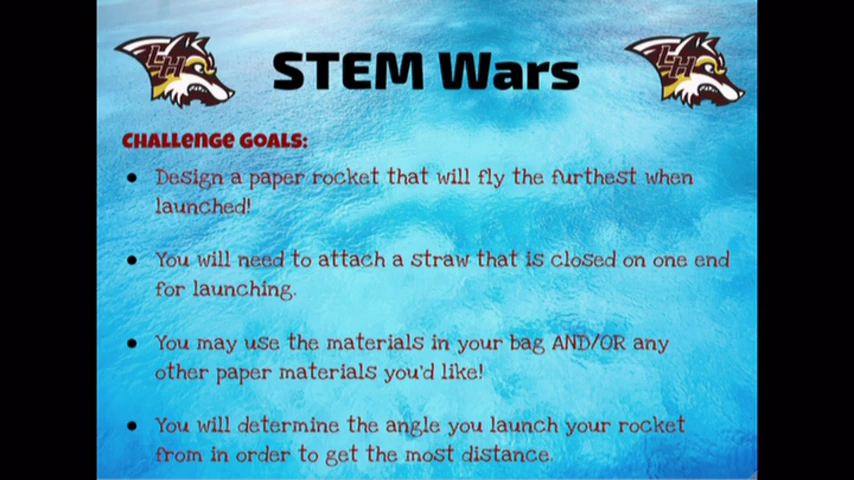 LH
LH
STEM Wars
CHALLENGE GOALS:
● Design a paper rocket that will fly the furthest when
launched!
● You will need to attach a straw that is closed on one end
for launching.
● You may use the materials in your bag AND/OR any
other paper materials you'd like!
● You will determine the angle you launch your rocket
from in order to get the most distance.